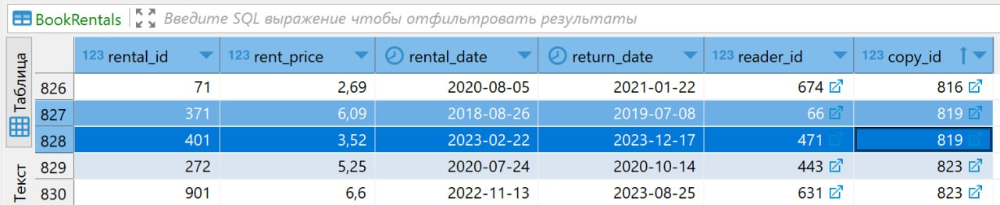 BookRentals Введите SQL выражение чтобы отфильтровать результаты
Таблица
Текст
123 rental_id 123 rent_price rental_date return_date 123 reader_id 123 copy_id
826 71 2,69 2020-08-05 2021-01-22 674 816
827 371 6,09 2018-08-26 2019-07-08 66 819
828 401 3,52 2023-02-22 2023-12-17 471 819
829 272 5,25 2020-07-24 2020-10-14 443 823
830 901 6,6 2022-11-13 2023-08-25 631 823